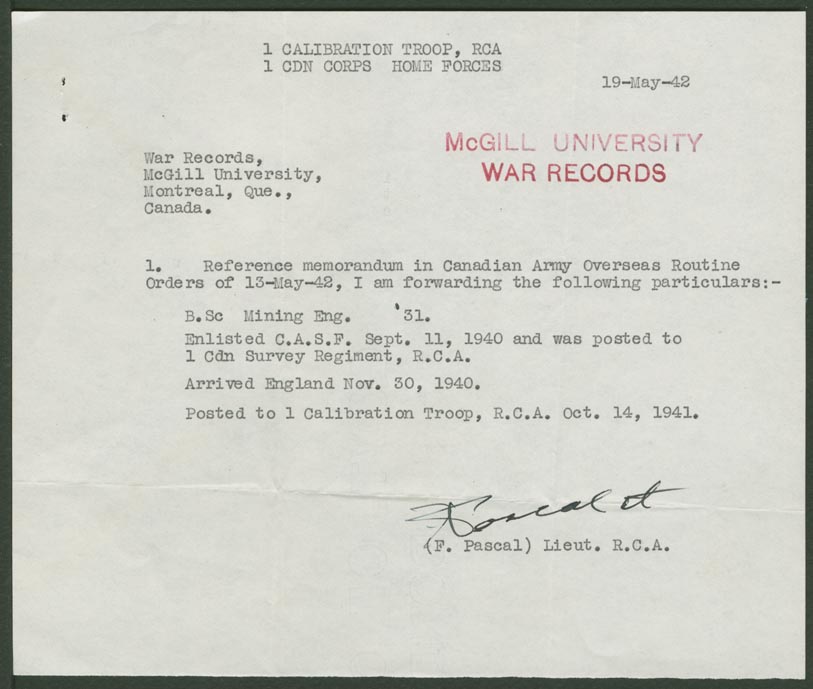 1 CALIBRATION TROOP, RCA
1 CDN CORPS HOME FORCES
19-May-42
McGILL UNIVERSITY
WAR RECORDS
War Records,
McGill University,
Montreal, Que.,
Canada.
1. Reference memorandum in Canadian Army Overseas Routine
Orders of 13-May-42, I am forwarding the following particulars:-
B.Sc Mining Eng. '31.
Enlisted C.A.S.F. Sept. 11, 1940 and was posted to
1 Cdn Survey Regiment, R.C.A.
Arrived England Nov. 30, 1940.
Posted to 1 Calibration Troop, R.C.A. Oct. 14, 1941.
F Pascal Lt
(F. Pascal) Lieut. R.C.A.